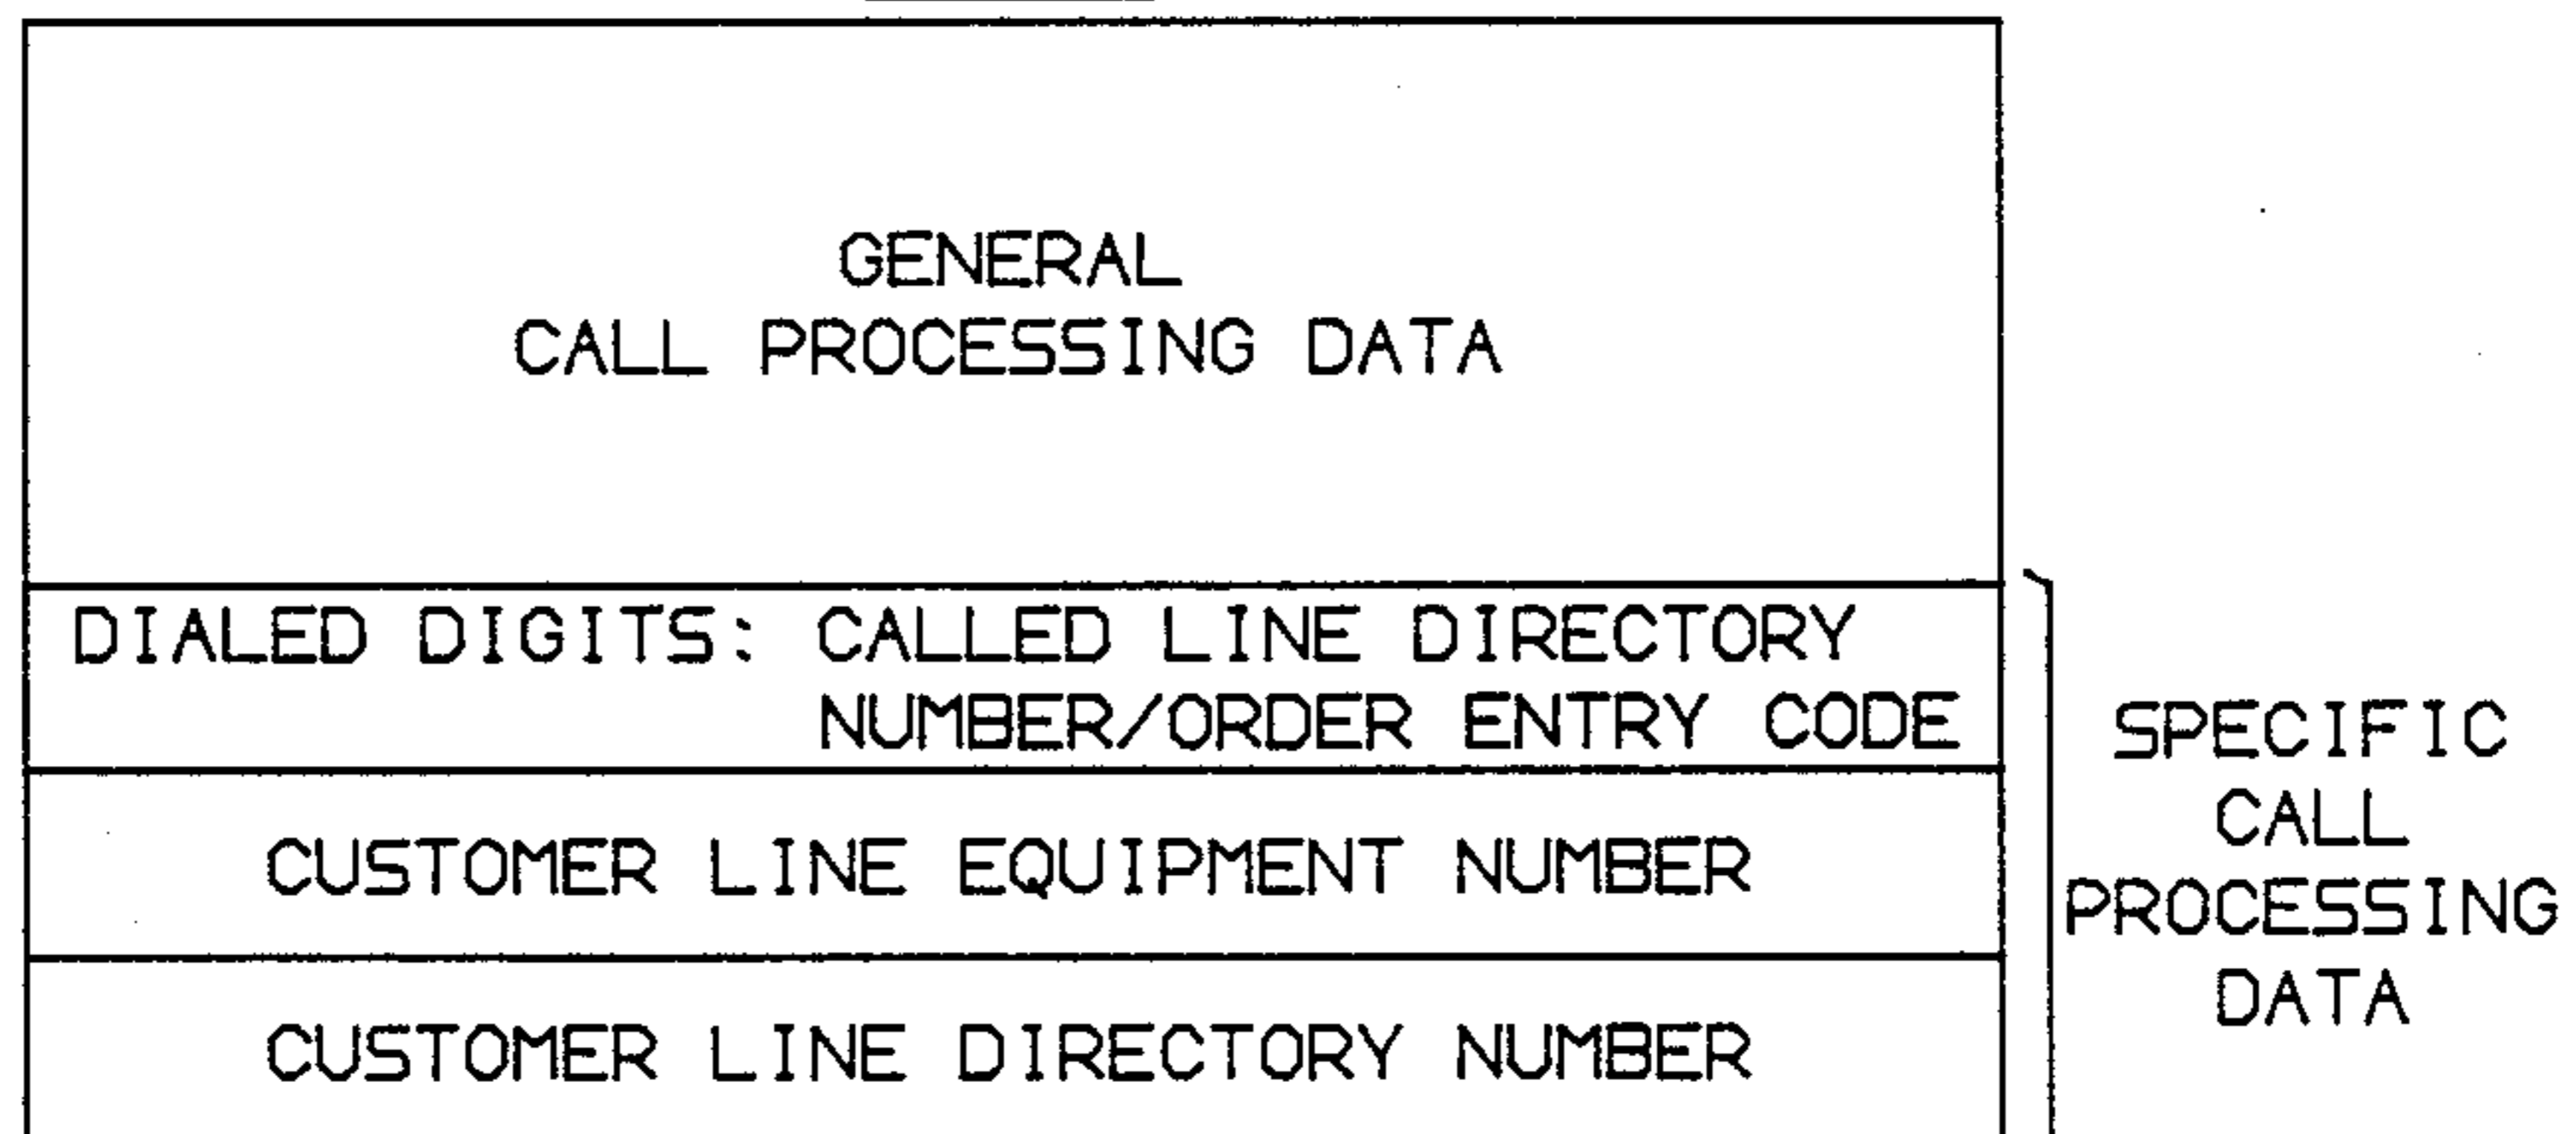 GENERAL
CALL PROCESSING DATA
DIALED DIGITS: CALLED LINE DIRECTORY
NUMBER/ORDER ENTRY CODE
CUSTOMER LINE EQUIPMENT NUMBER
CUSTOMER LINE DIRECTORY NUMBER
SPECIFIC
CALL
PROCESSING
DATA